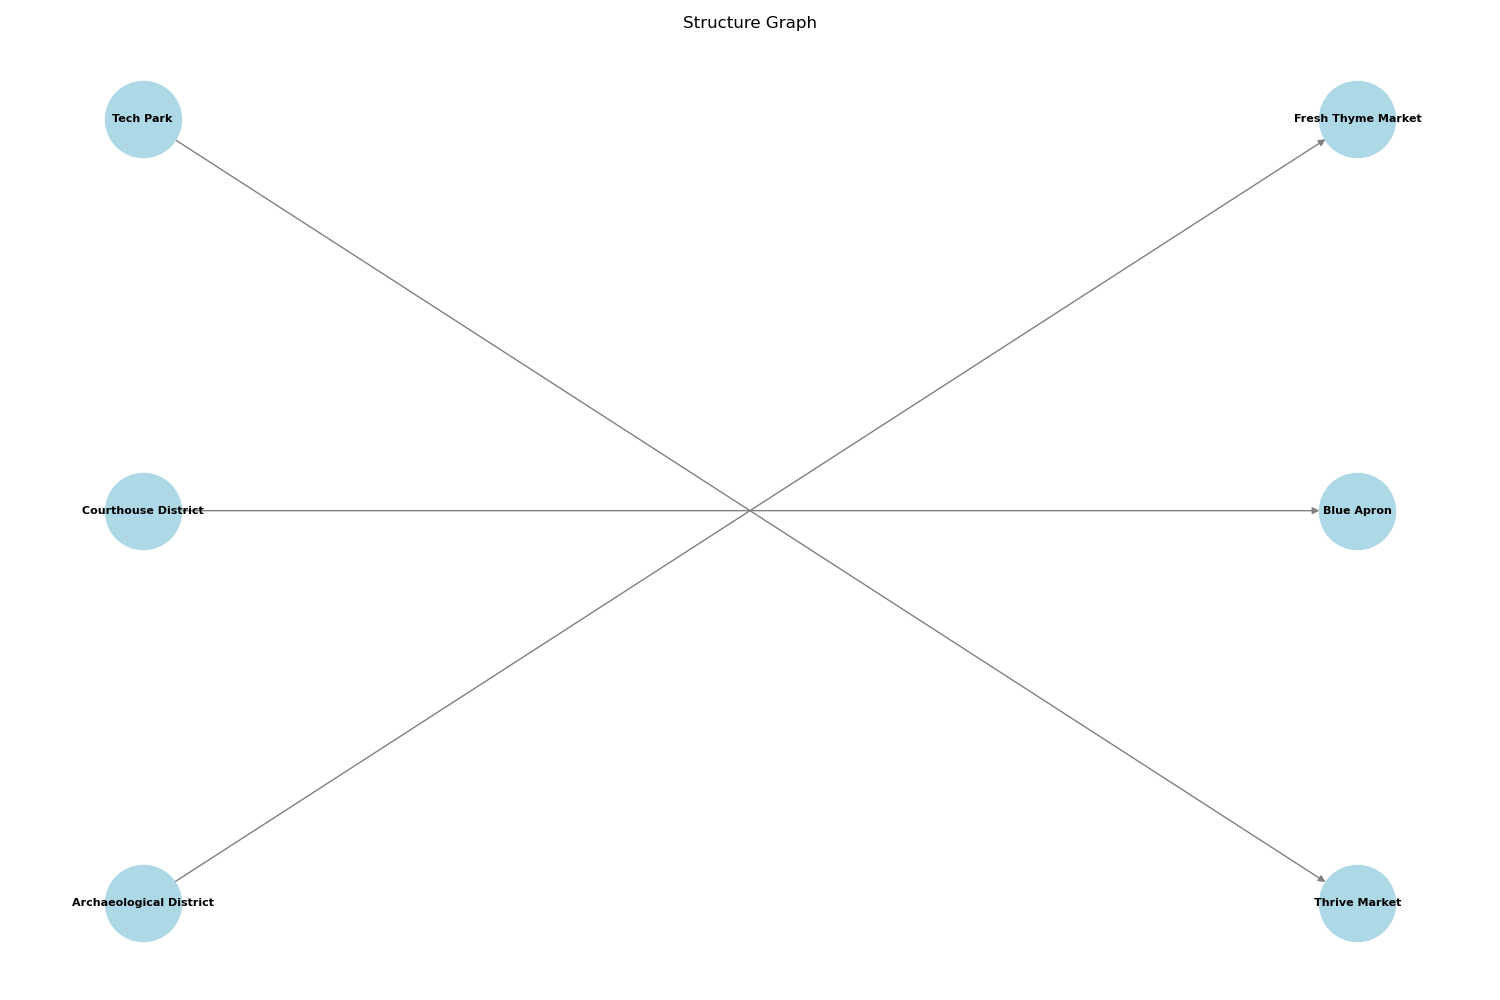 Structure Graph
Tech Park
Fresh Thyme Market
Courthouse District
Blue Apron
Archaeological District
Thrive Market